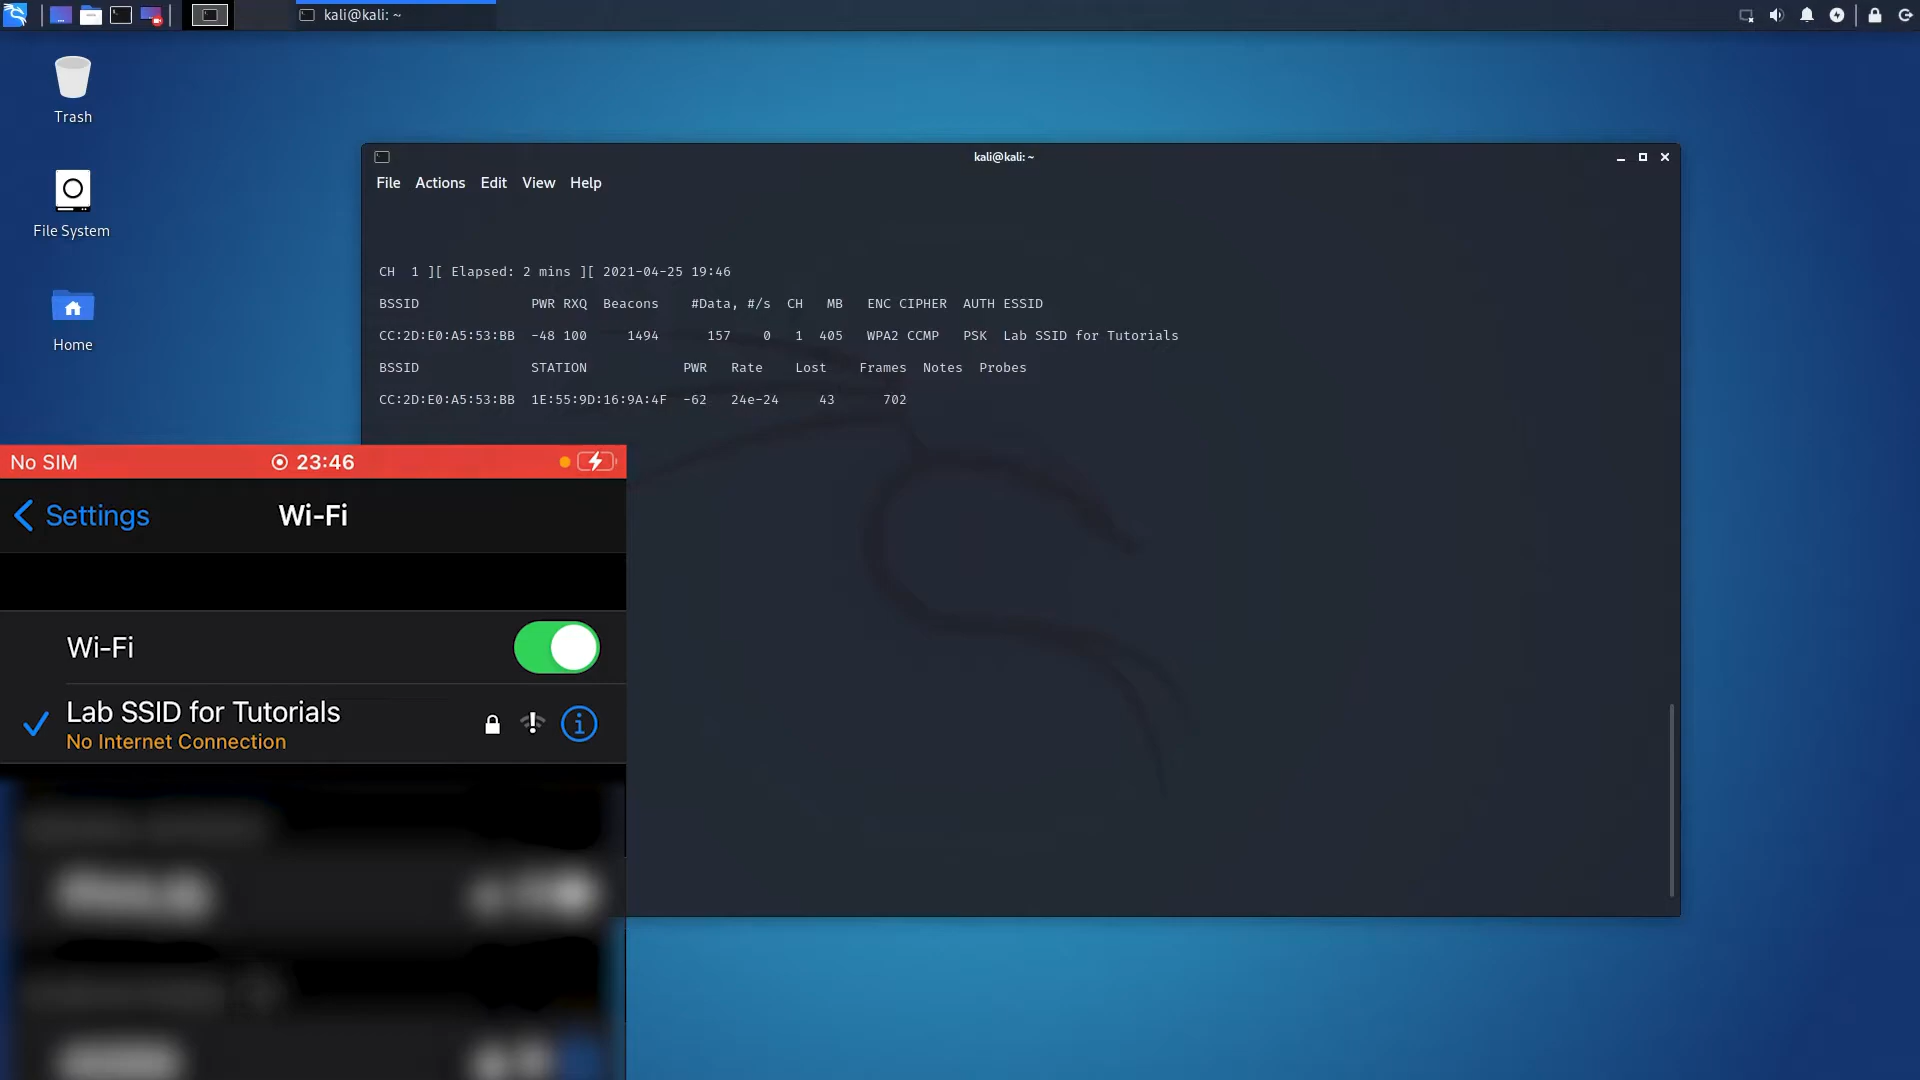 kali@kali: ~
Trash
File System
Home
kali@kali: ~
File Actions Edit View Help
CH 1 ][ Elapsed: 2 mins ][ 2021-04-25 19:46
BSSID PWR RXQ Beacons #Data, #/s CH MB ENC CIPHER AUTH ESSID
CC:2D:E0:A5:53:BB -48 100 1494 157 0 1 405 WPA2 CCMP PSK Lab SSID for Tutorials
BSSID STATION PWR Rate Lost Frames Notes Probes
CC:2D:E0:A5:53:BB 1E:55:9D:16:9A:4F -62 24e-24 43 702
No SIM 23:46
Settings Wi-Fi
Wi-Fi
Lab SSID for Tutorials
No Internet Connection